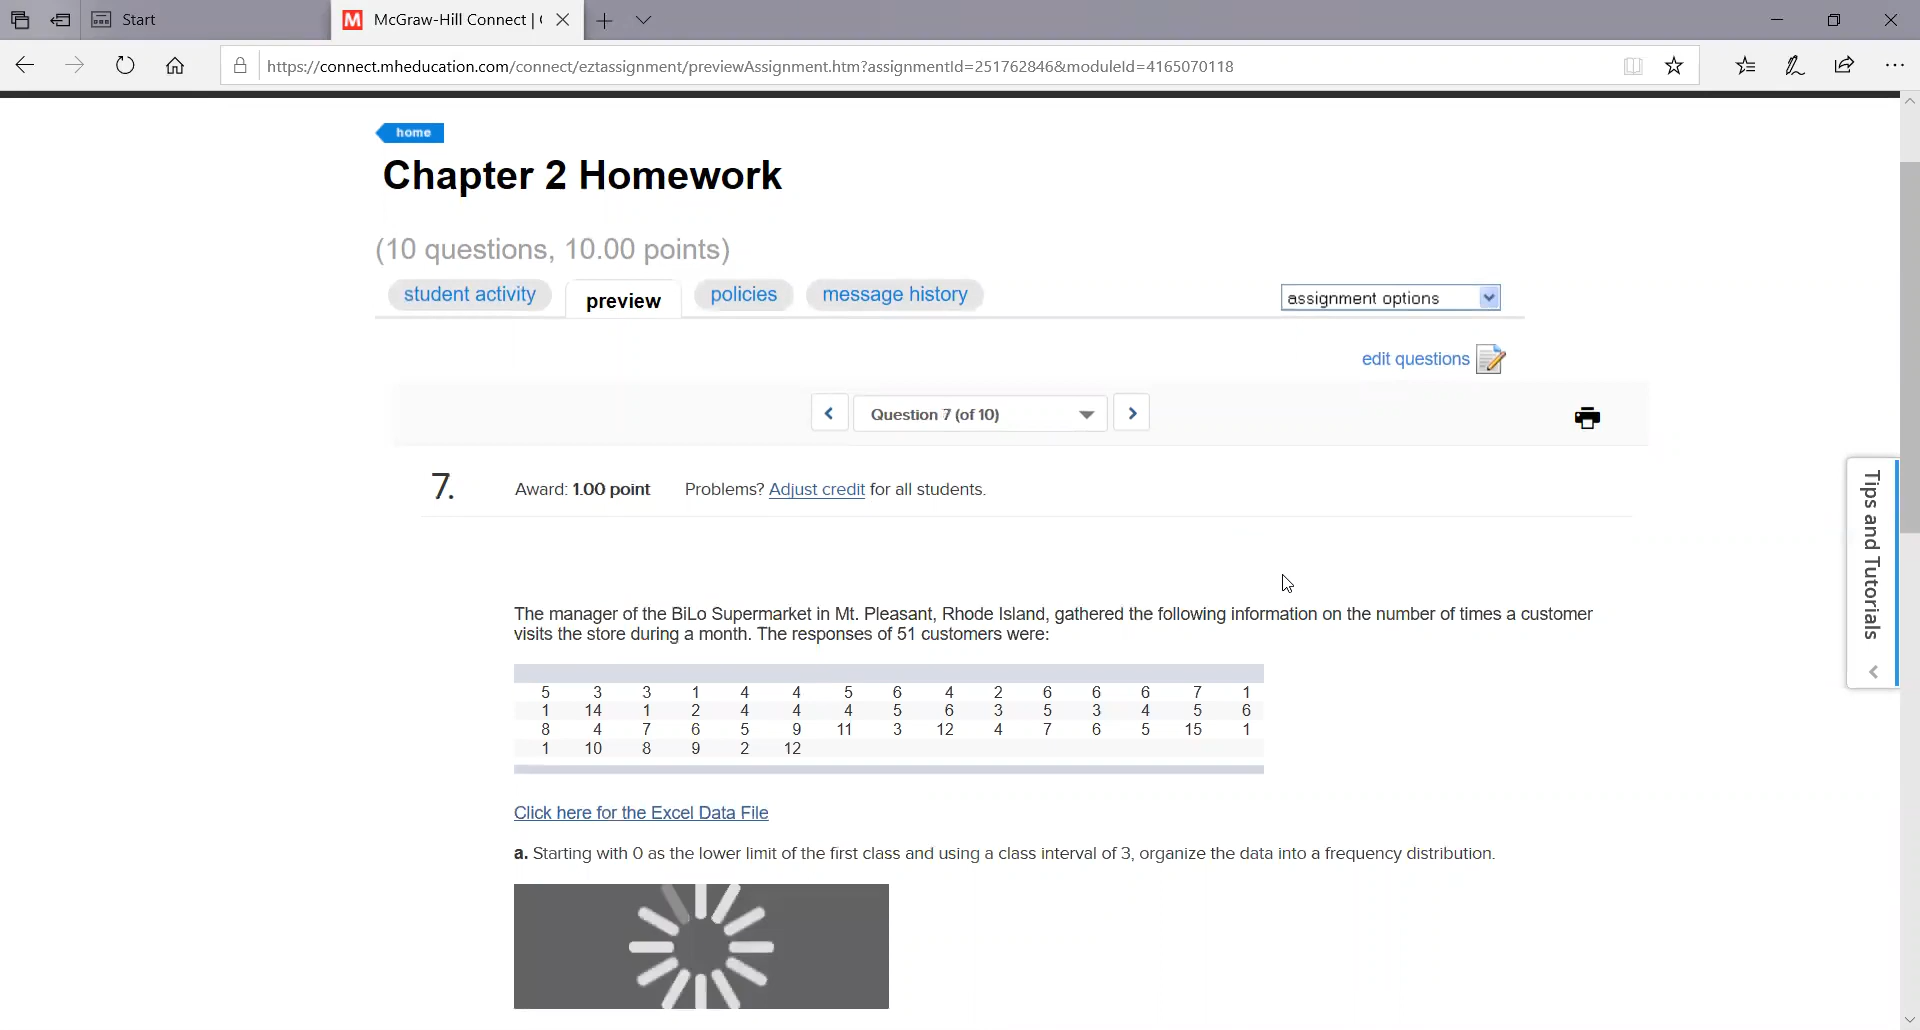 Start
M McGraw-Hill Connect | (
https://connect.mheducation.com/connect/eztassignment/previewAssignment.htm?assignmentId=251762846&moduleId=4165070118
home
Chapter 2 Homework
(10 questions, 10.00 points)
student activity preview policies message history assignment options
edit questions
Question 7 (of 10)
7. Award: 1.00 point Problems? Adjust credit for all students.
Tips and Tutorials
The manager of the BiLo Supermarket in Mt. Pleasant, Rhode Island, gathered the following information on the number of times a customer
visits the store during a month. The responses of 51 customers were:
5 3 3 1 4 4 5 6 4 2 6 6 6 7 1
1 14 1 2 4 4 4 5 6 3 5 3 4 5 6
8 4 7 6 5 9 11 3 12 4 7 6 5 15 1
1 10 8 9 2 12
Click here for the Excel Data File
a. Starting with 0 as the lower limit of the first class and using a class interval of 3, organize the data into a frequency distribution.